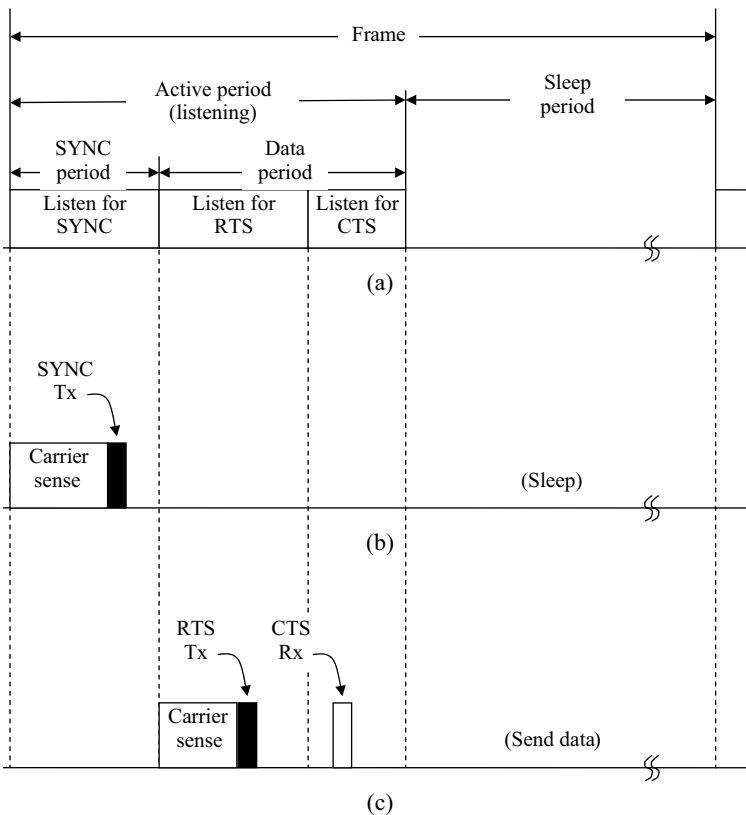 Frame
Active period
(listening)
Sleep
period
SYNC
period
Data
period
Listen for
SYNC
Listen for
RTS
Listen for
CTS
(a)
SYNC
Tx
Carrier
sense
(Sleep)
(b)
RTS
Tx
CTS
Rx
Carrier
sense
(Send data)
(c)